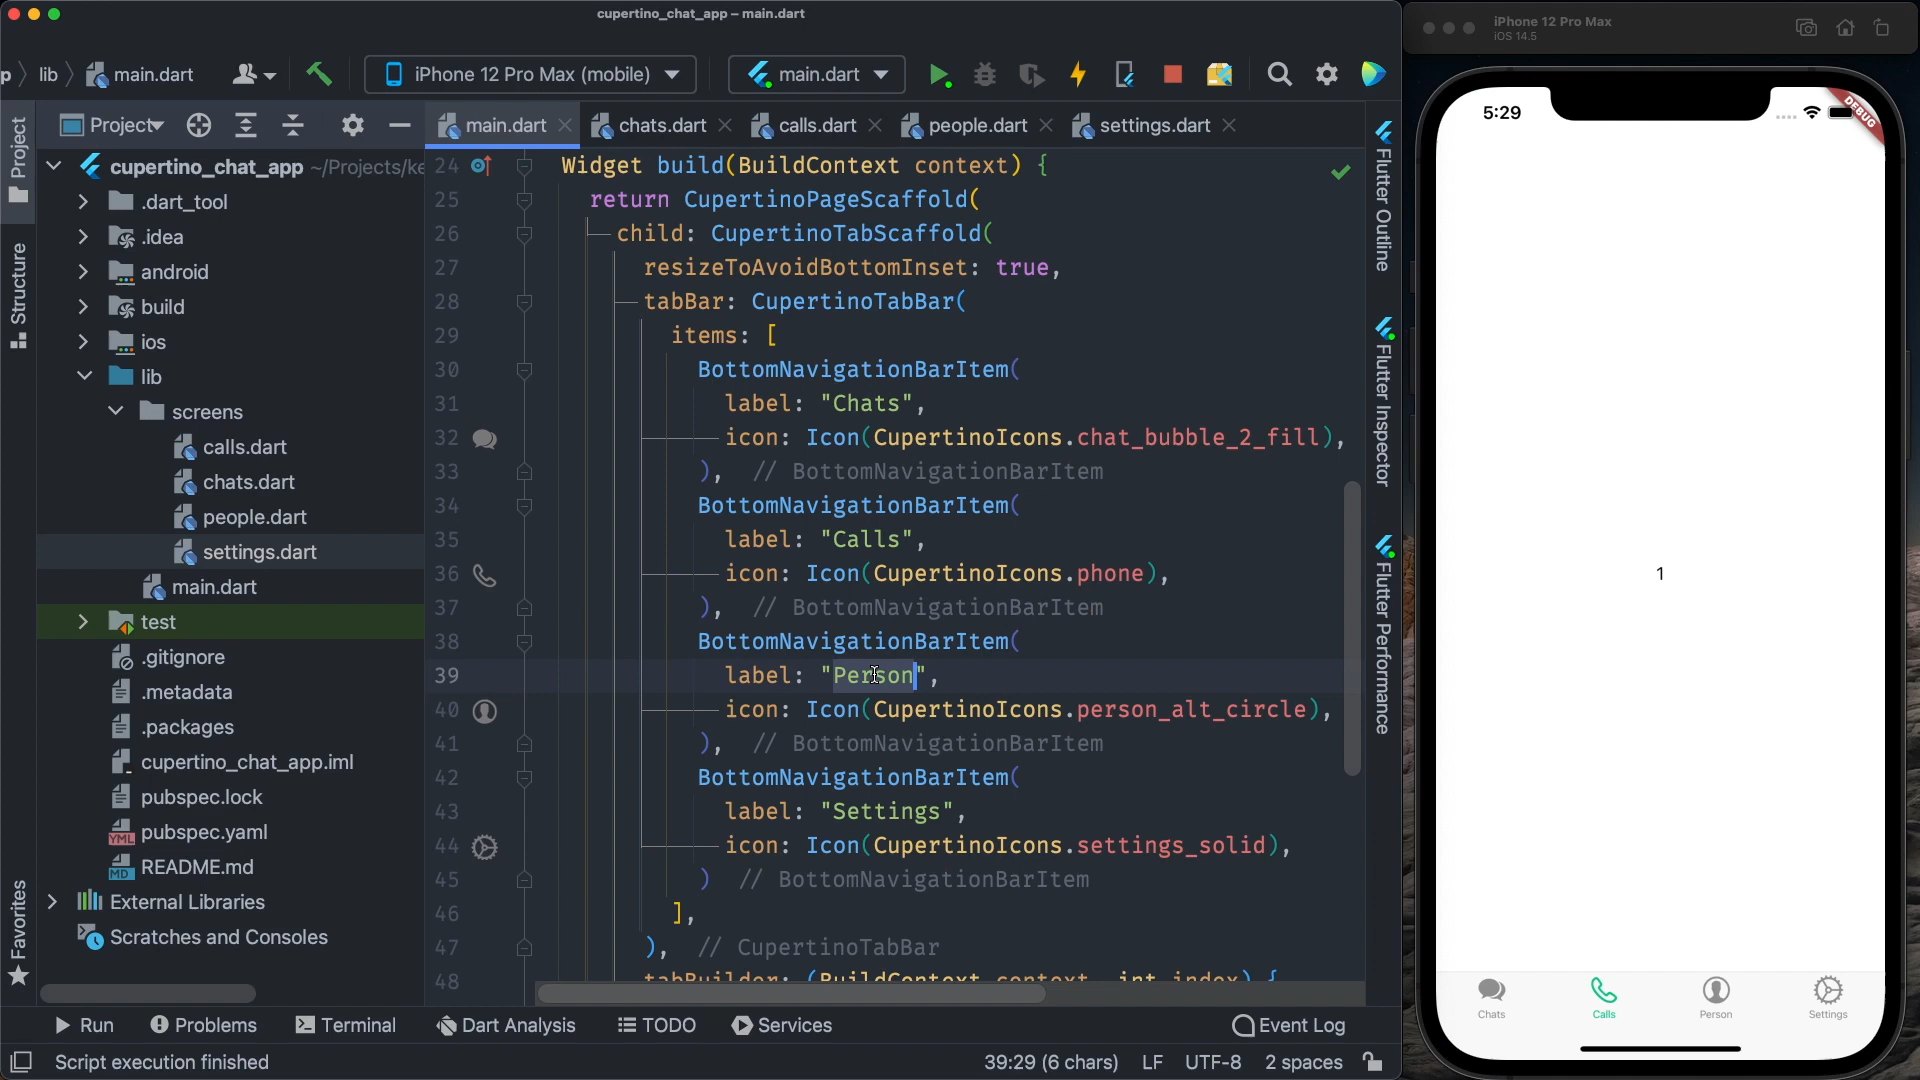 cupertino_chat_app – main.dart
p lib main.dart iPhone 12 Pro Max (mobile) main.dart
Project
main.dart chats.dart calls.dart people.dart settings.dart
Project
Structure
Favorites
cupertino_chat_app ~/Projects/ke
.dart_tool
.idea
android
build
ios
lib
screens
calls.dart
chats.dart
people.dart
settings.dart
main.dart
test
.gitignore
.metadata
.packages
cupertino_chat_app.iml
pubspec.lock
pubspec.yaml
README.md
External Libraries
Scratches and Consoles
24 Widget build(BuildContext context) {
25 return CupertinoPageScaffold(
26 child: CupertinoTabScaffold(
27 resizeToAvoidBottomInset: true,
28 tabBar: CupertinoTabBar(
29 items: [
30 BottomNavigationBarItem(
31 label: "Chats",
32 icon: Icon(CupertinoIcons.chat_bubble_2_fill),
33 ), // BottomNavigationBarItem
34 BottomNavigationBarItem(
35 label: "Calls",
36 icon: Icon(CupertinoIcons.phone),
37 ), // BottomNavigationBarItem
38 BottomNavigationBarItem(
39 label: "Person",
40 icon: Icon(CupertinoIcons.person_alt_circle),
41 ), // BottomNavigationBarItem
42 BottomNavigationBarItem(
43 label: "Settings",
44 icon: Icon(CupertinoIcons.settings_solid),
45 ) // BottomNavigationBarItem
46 ],
47 ), // CupertinoTabBar
48 tabBuilder: (BuildContext context, int index) {
Flutter Outline
Flutter Inspector
Flutter Performance
Run Problems Terminal Dart Analysis TODO Services Event Log
Script execution finished 39:29 (6 chars) LF UTF-8 2 spaces
iPhone 12 Pro Max
iOS 14.5
5:29
DEBUG
1
Chats Calls Person Settings